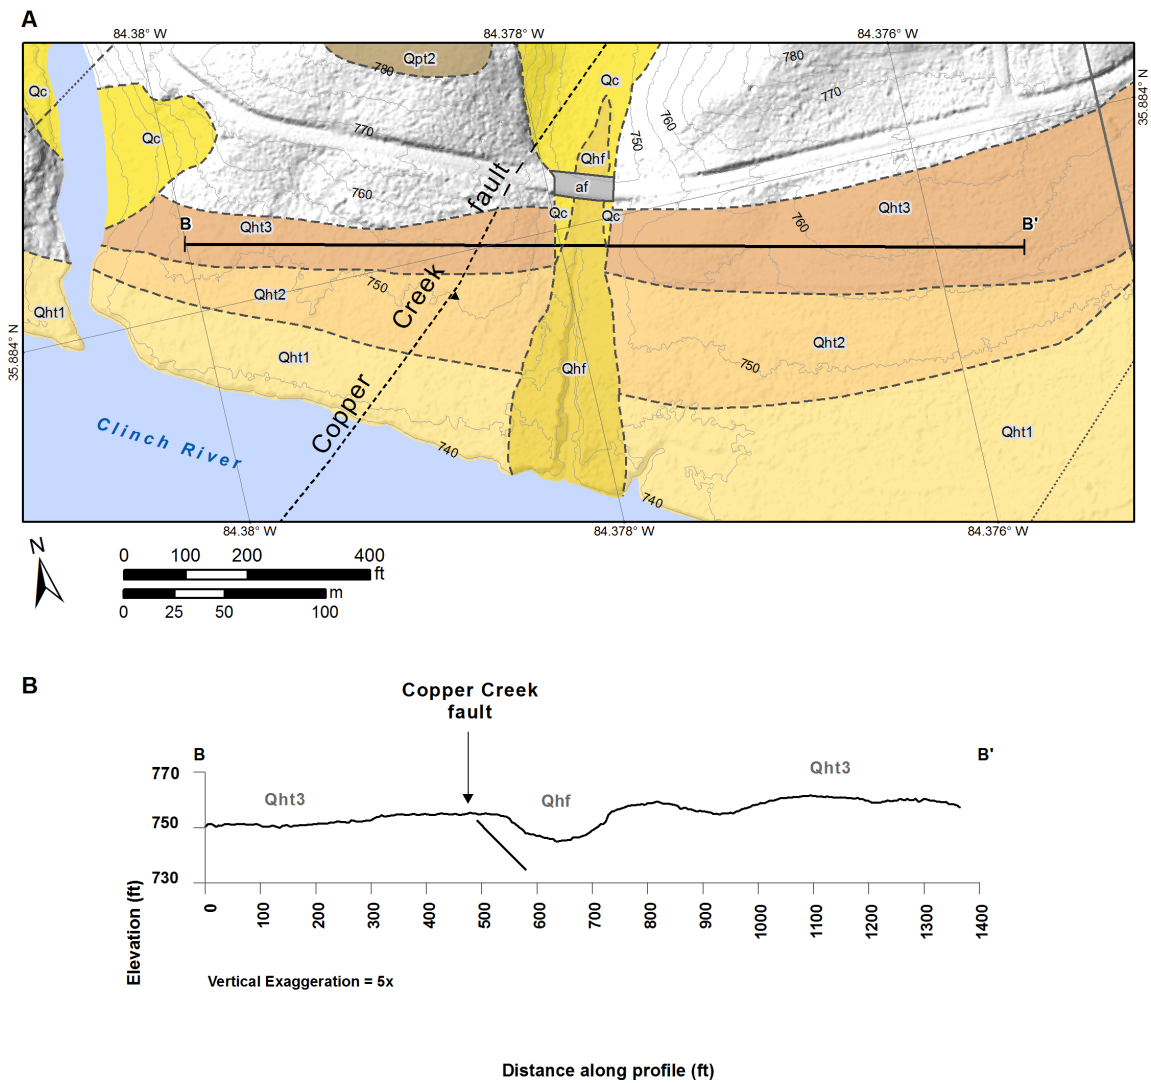 A
84.38° W
84.378° W
84.376° W
Qpt2
780
780
Qc
Qc
Qc
770
770
760
750
35.884° N
Qhf
fault
af
760
Qc
Qc
Qht3
B
Qht3
760
B'
Creek
750
Qht2
Qht1
35.884° N
Qht1
Qht2
750
Qhf
Copper
Clinch River
740
Qht1
740
84.38° W
84.378° W
84.376° W
N
0 100 200 400
ft
m
0 25 50 100
B
Copper Creek
fault
B
B'
770
Qht3
Qhf
Qht3
750
730
Elevation (ft)
0 100 200 300 400 500 600 700 800 900 1000 1100 1200 1300 1400
Vertical Exaggeration = 5x
Distance along profile (ft)